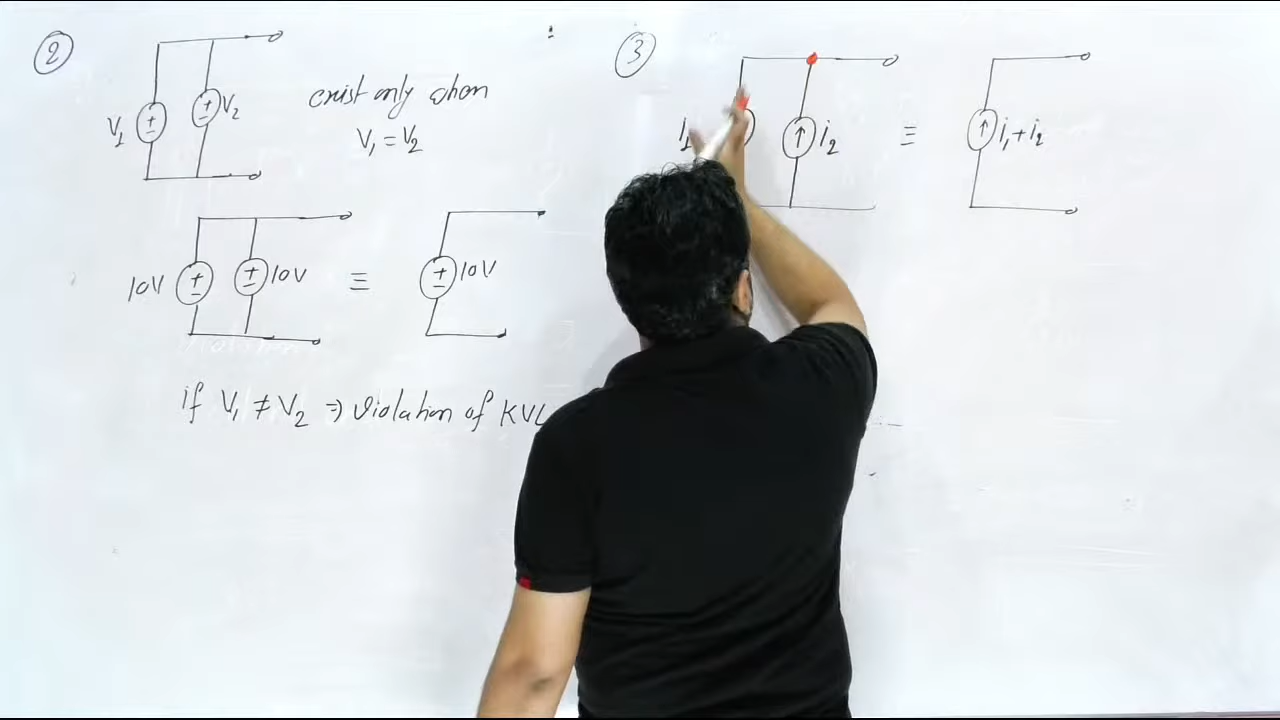 2
V1
V2
exist only when
V1 = V2
10V
10V
≡
10V
if V1 ≠ V2 ⇒ Violation of KVL
3
i1
i2
≡
i1 + i2